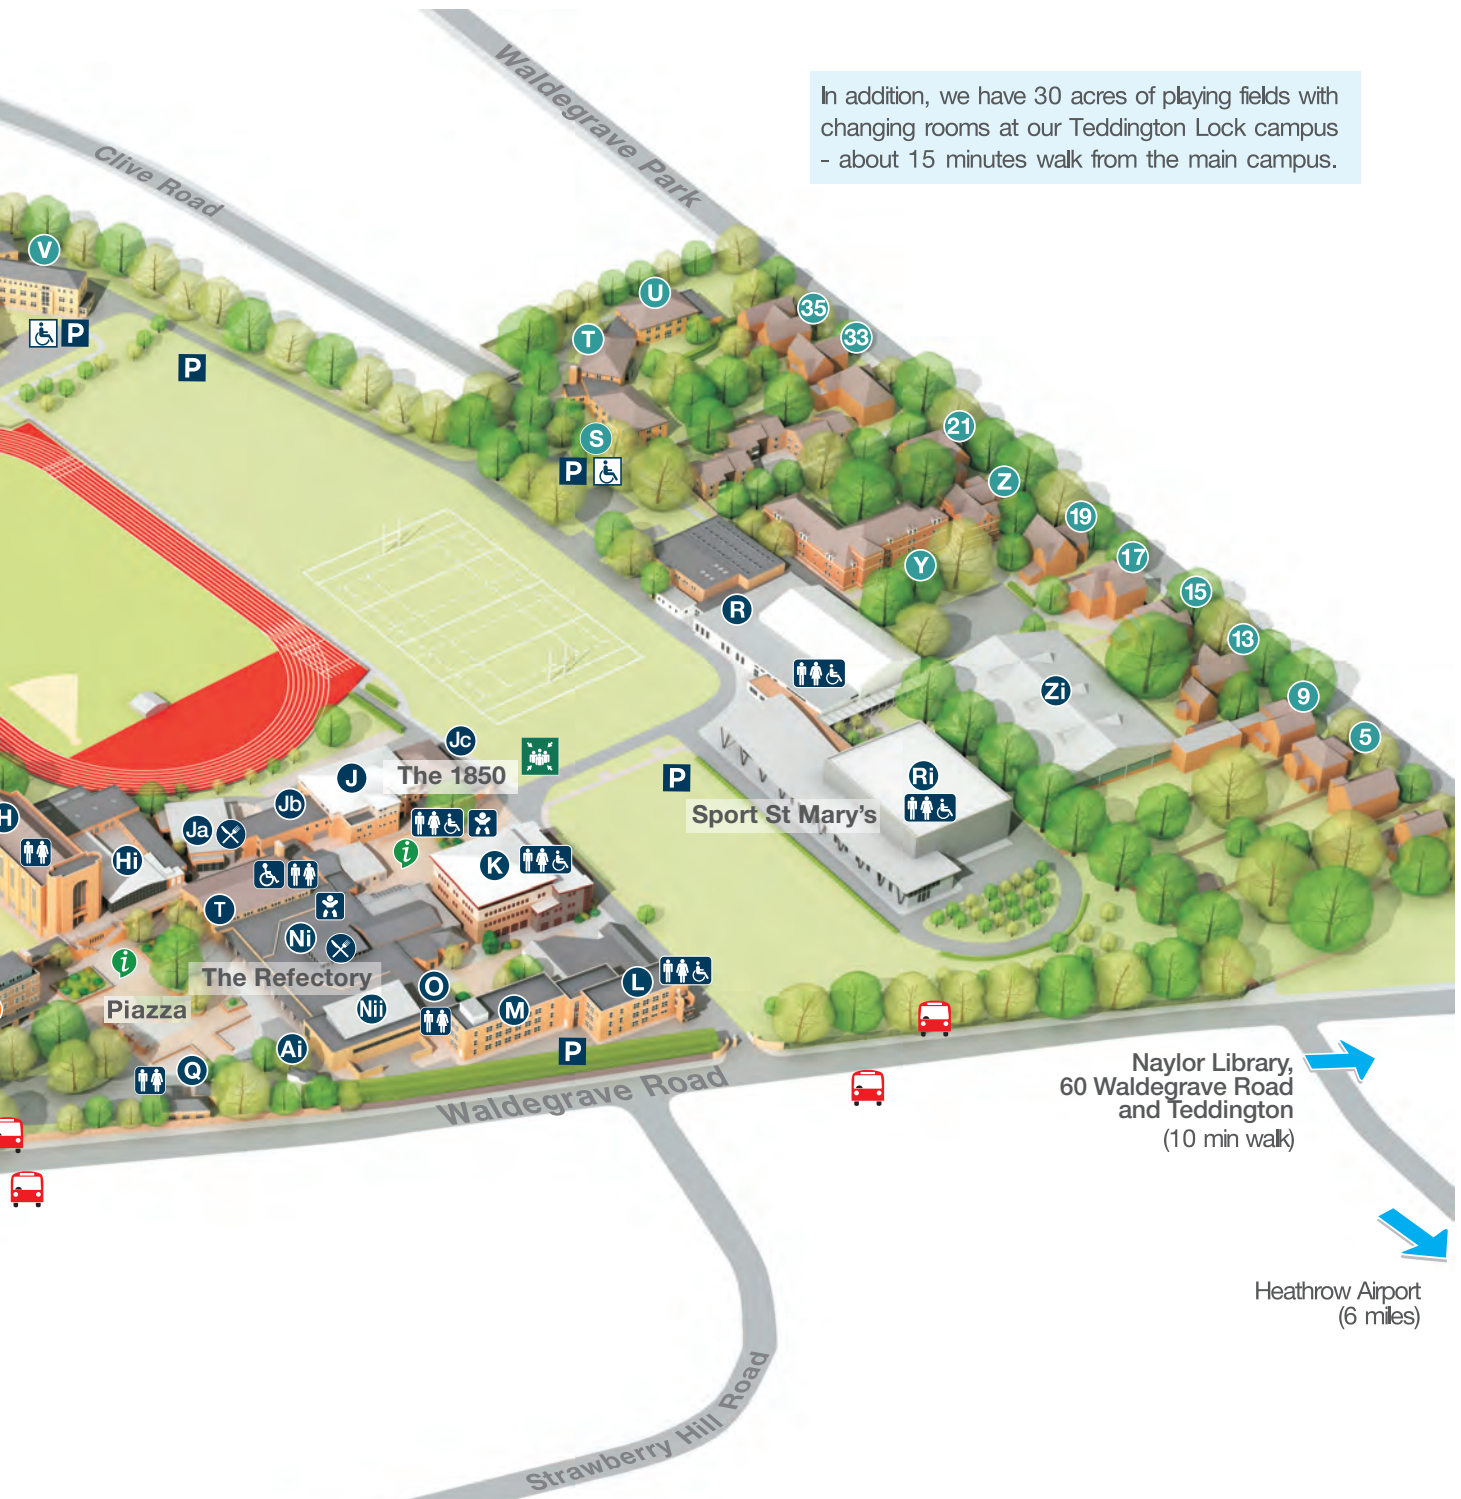 Waldegrave Park
In addition, we have 30 acres of playing fields with
changing rooms at our Teddington Lock campus
- about 15 minutes walk from the main campus.
Clive Road
V
P
P
U
T
35
33
S
P
21
Z
19
17
Y
15
R
13
Zi
9
5
Jc
J
The 1850
P
Ri
Jb
Sport St Mary's
H
Ja
Hi
i
K
T
Ni
i
The Refectory
O
L
Piazza
Nii
M
Ai
P
Q
Waldegrave Road
Naylor Library,
60 Waldegrave Road
and Teddington
(10 min walk)
Heathrow Airport
(6 miles)
Strawberry Hill Road